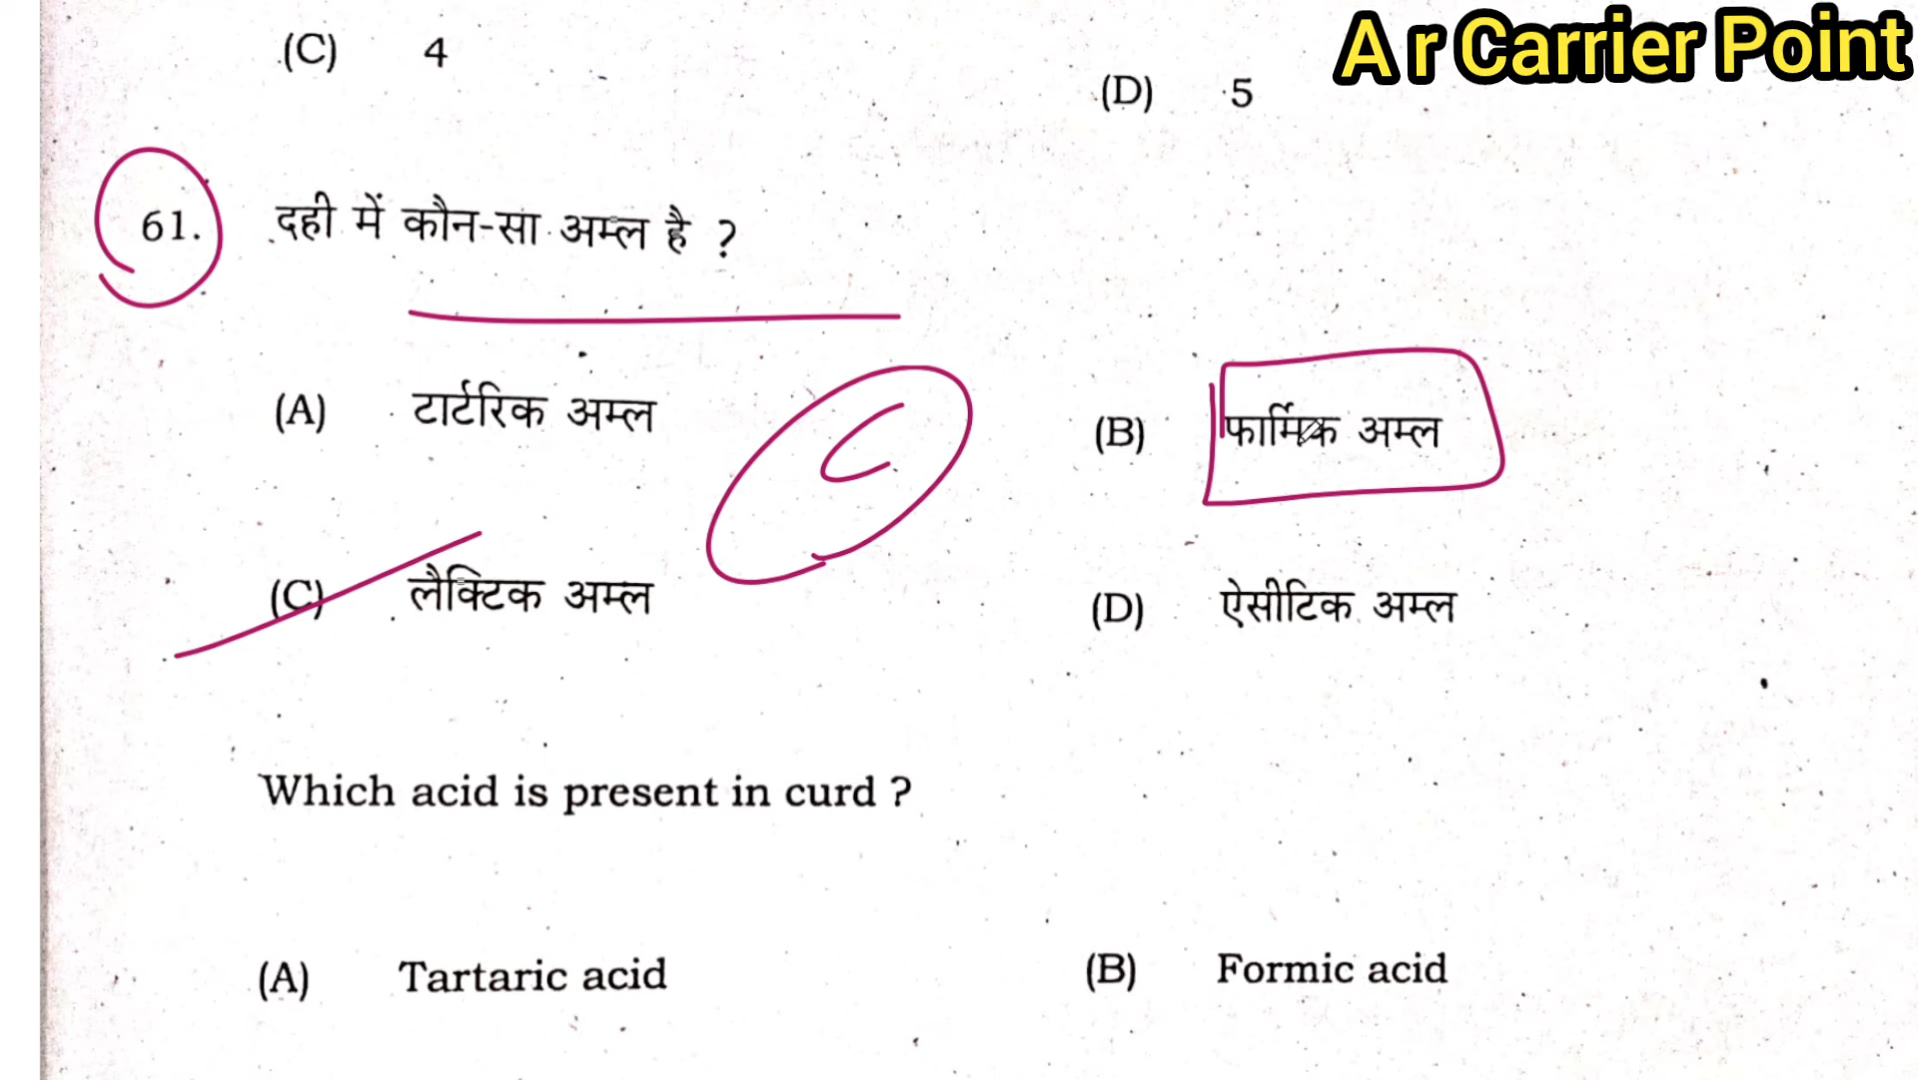 A r Carrier Point
(C) 4
(D) 5
61. दही में कौन-सा अम्ल है ?
(A) टार्टरिक अम्ल (B) फार्मिक अम्ल
C
(C) लैक्टिक अम्ल (D) ऐसीटिक अम्ल
Which acid is present in curd ?
(A) Tartaric acid (B) Formic acid